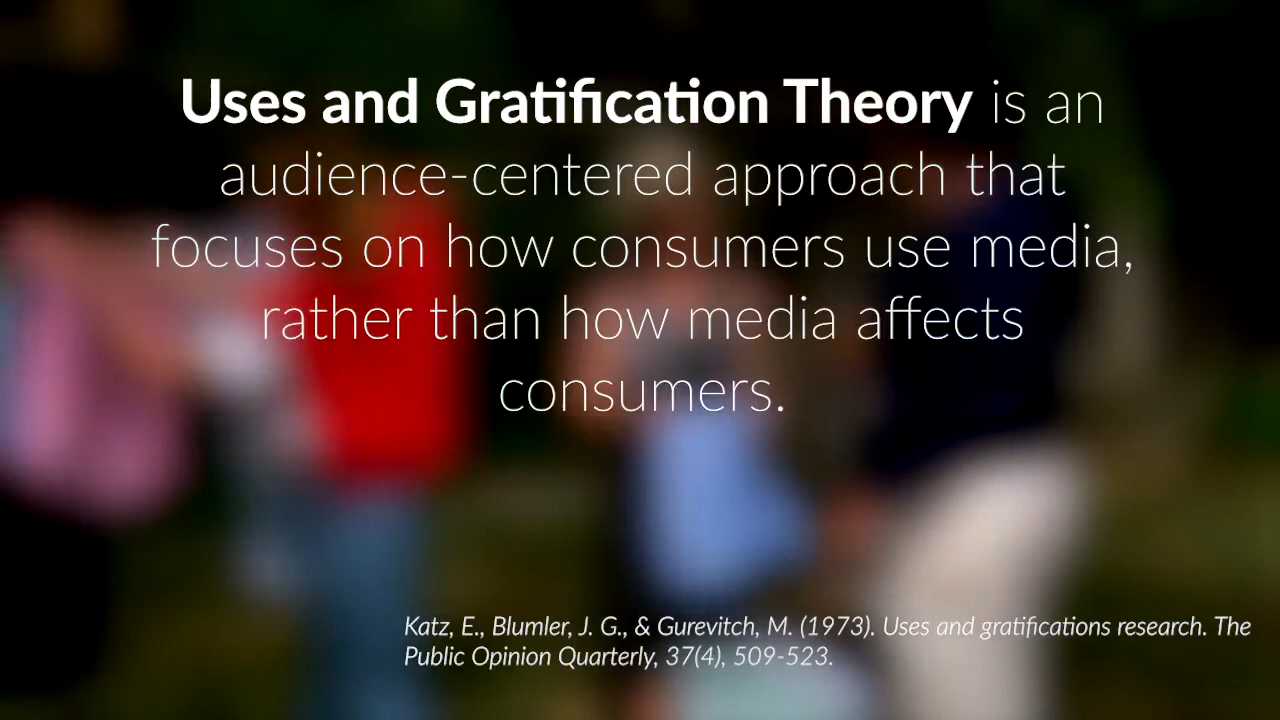 Uses and Gratification Theory is an
audience-centered approach that
focuses on how consumers use media,
rather than how media affects
consumers.
Katz, E., Blumler, J. G., & Gurevitch, M. (1973). Uses and gratifications research. The
Public Opinion Quarterly, 37(4), 509-523.